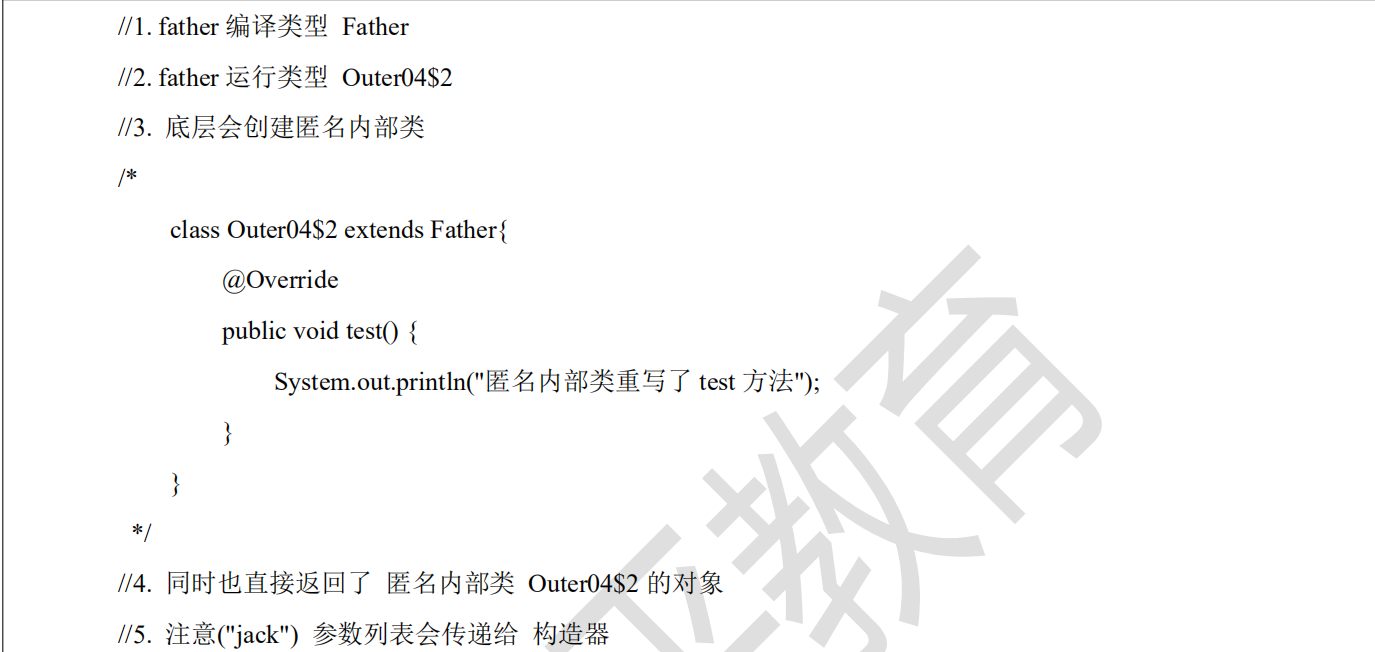 //1. father 编译类型 Father
//2. father 运行类型 Outer04$2
//3. 底层会创建匿名内部类
/*
class Outer04$2 extends Father{
@Override
public void test() {
System.out.println("匿名内部类重写了 test 方法");
}
}
*/
//4. 同时也直接返回了 匿名内部类 Outer04$2 的对象
//5. 注意("jack") 参数列表会传递给 构造器
教育